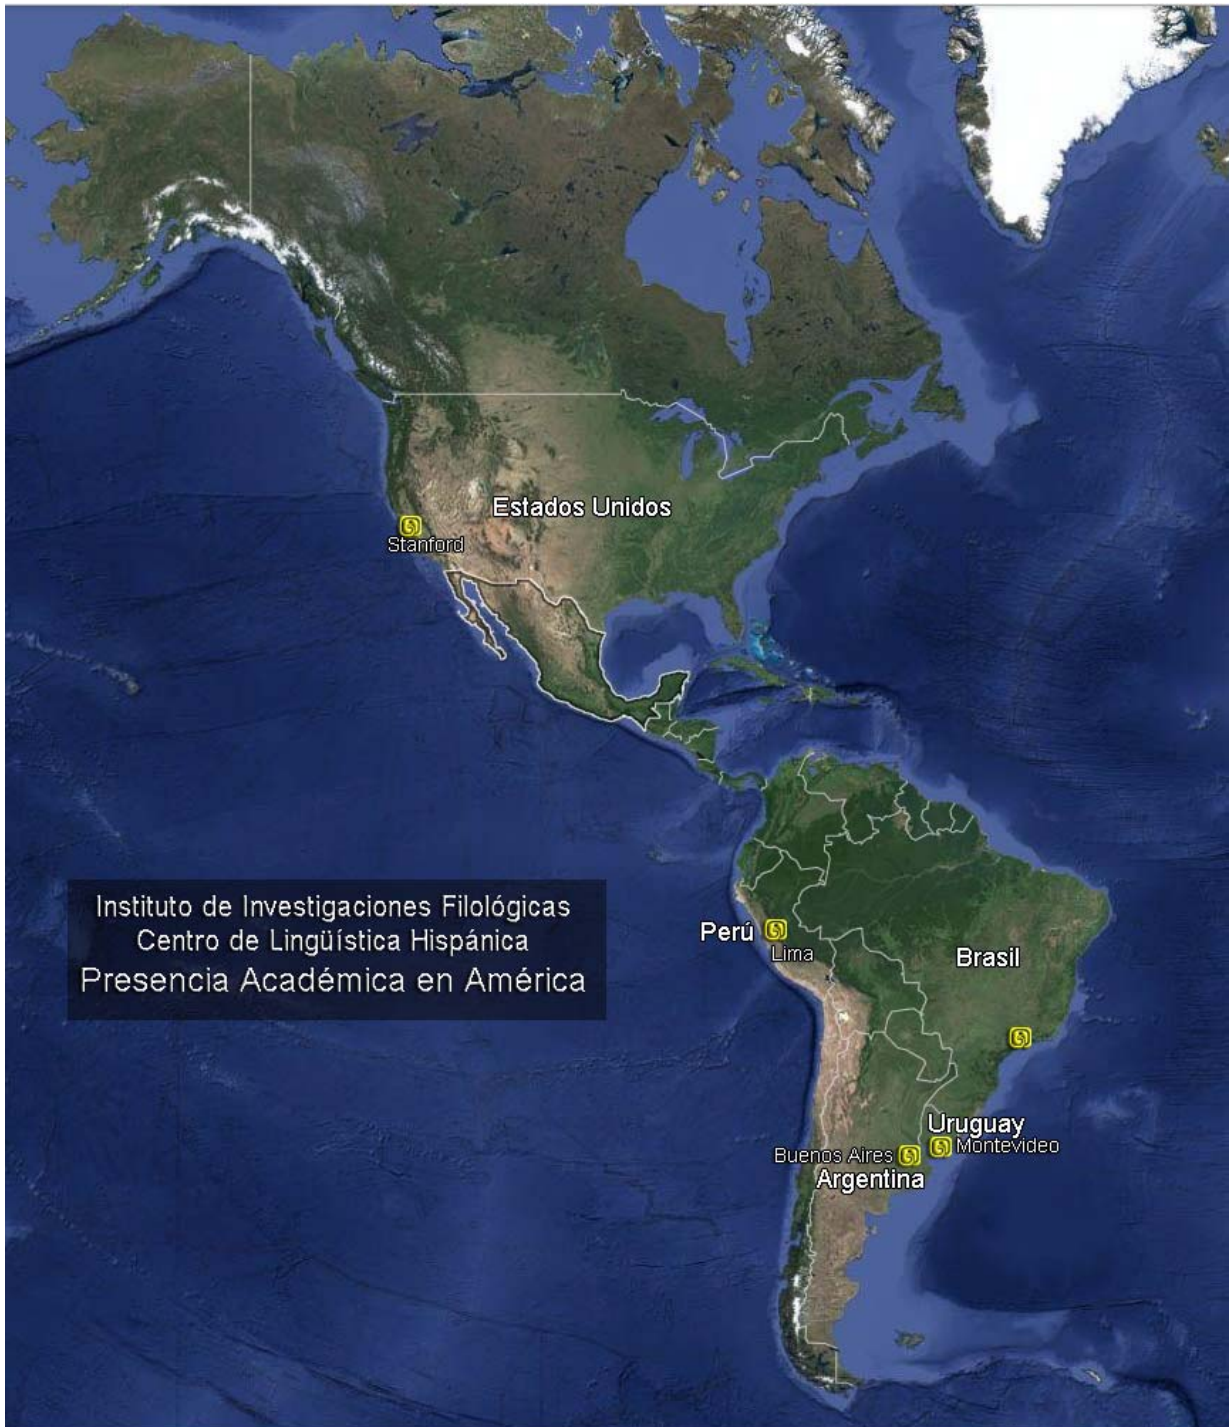 Estados Unidos
Stanford
Instituto de Investigaciones Filológicas
Centro de Lingüística Hispánica
Presencia Académica en América
Perú
Lima
Brasil
Uruguay
Montevideo
Buenos Aires
Argentina